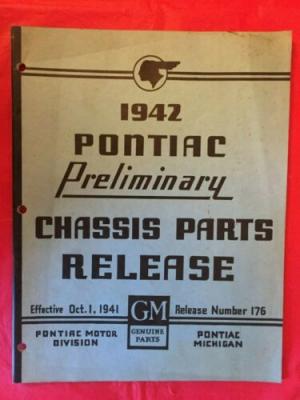 1942
PONTIAC
Preliminary
CHASSIS PARTS
RELEASE
Effective Oct. 1, 1941 GM Release Number 176
PONTIAC MOTOR DIVISION
GENUINE PARTS
PONTIAC MICHIGAN